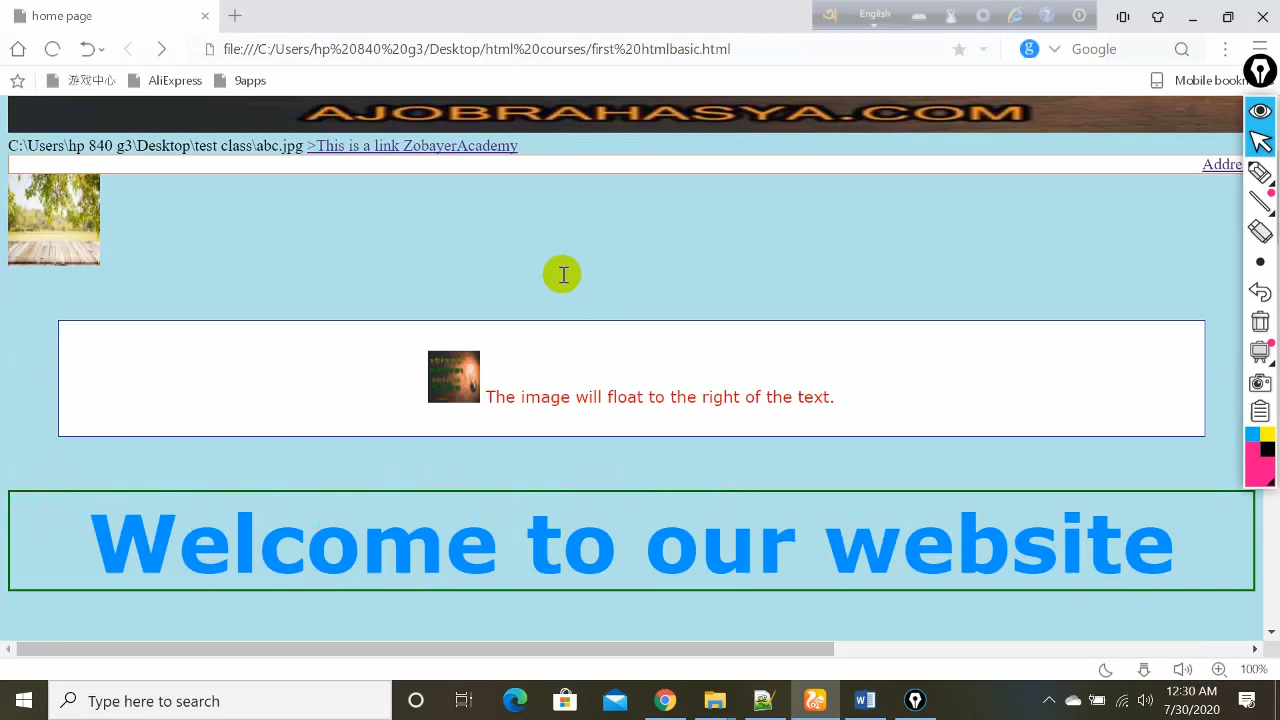 home page
English
file:///C:/Users/hp%20840%20g3/Desktop/html%20courses/first%20htmlbasic.html
Google
游戏中心 AliExpress 9apps
Mobile book
AJOBRAHASYA.COM
C:\Users\hp 840 g3\Desktop\test class\abc.jpg >This is a link ZobayerAcademy
Addre
The image will float to the right of the text.
Welcome to our website
100%
Type here to search
12:30 AM
7/30/2020